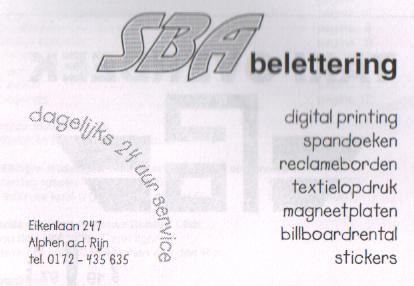 SBA belettering
dagelijks 24 uur service
digital printing
spandoeken
reclameborden
textielopdruk
magneetplaten
billboardrental
stickers
Eikenlaan 247
Alphen a.d. Rijn
tel. 0172 - 435 635